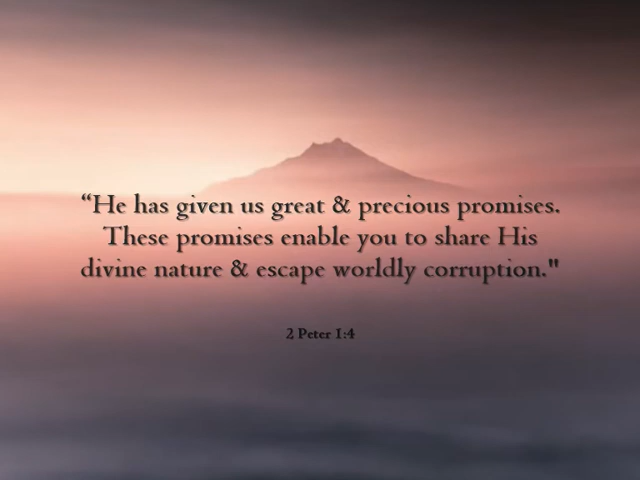 “He has given us great & precious promises.
These promises enable you to share His
divine nature & escape worldly corruption."
2 Peter 1:4